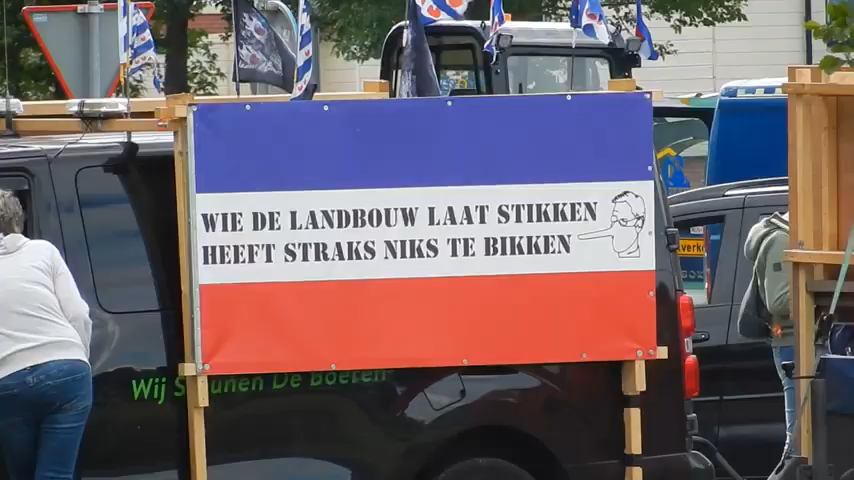 WIE DE LANDBOUW LAAT STIKKEN
HEEFT STRAKS NIKS TE BIKKEN
Wij Steunen De Boeren